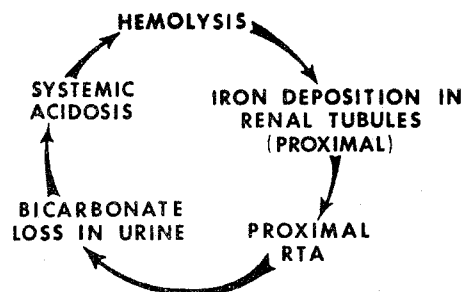 HEMOLYSIS
IRON DEPOSITION IN
RENAL TUBULES
(PROXIMAL)
PROXIMAL
RTA
BICARBONATE
LOSS IN URINE
SYSTEMIC
ACIDOSIS